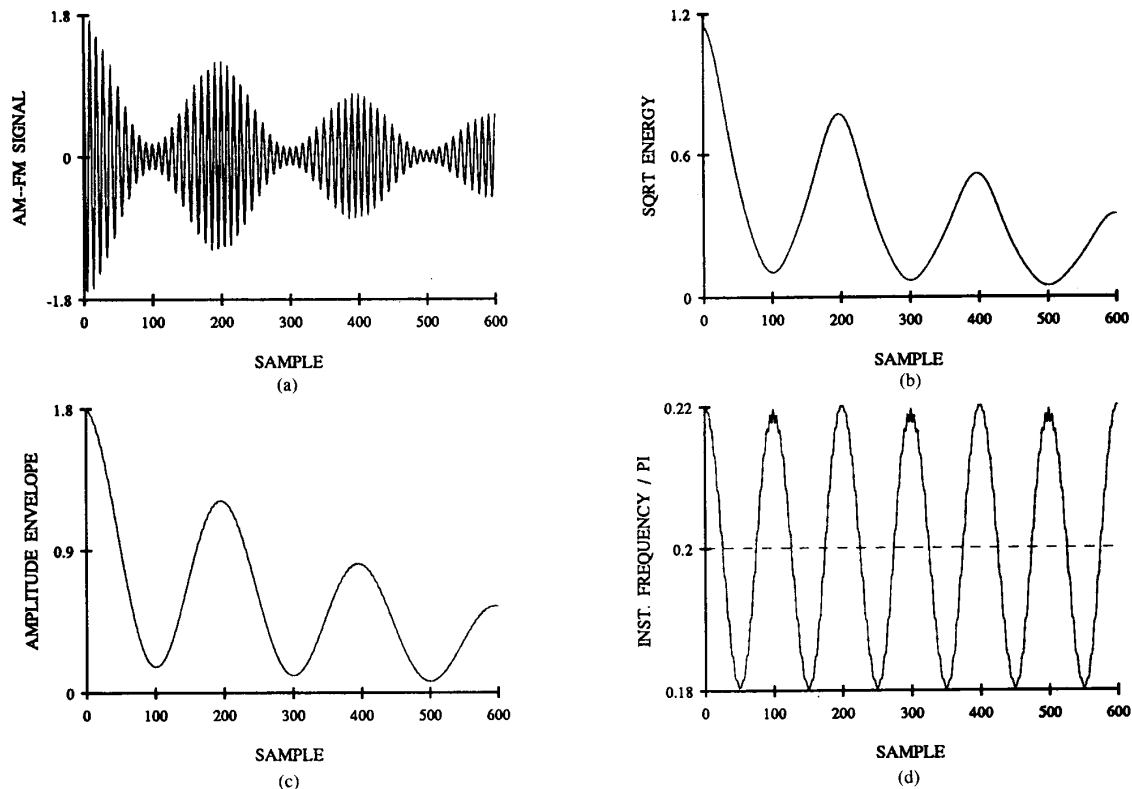 1.8
0
-1.8
AM--FM SIGNAL
0 100 200 300 400 500 600
SAMPLE
(a)
1.2
0.6
0
SQRT ENERGY
0 100 200 300 400 500 600
SAMPLE
(b)
1.8
0.9
0
AMPLITUDE ENVELOPE
0 100 200 300 400 500 600
SAMPLE
(c)
0.22
0.2
0.18
INST. FREQUENCY / PI
0 100 200 300 400 500 600
SAMPLE
(d)